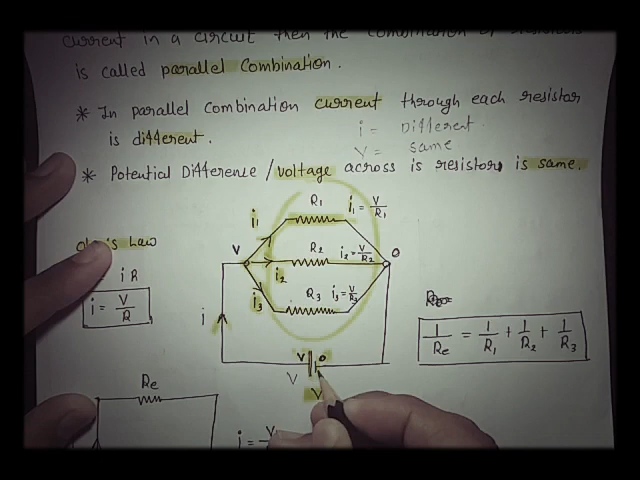 current in a circuit then the combination of resistors
is called parallel Combination.
* In parallel combination current through each resistor
is different.
i = Different.
V = same
* Potential Difference / voltage across is resistors is same.
Ohm's Law
i R
i = V/R
i
V
i1
i2
i3
R1
R2
R3
i1 = V/R1
i2 = V/R2
i3 = V/R3
0
V 0
V
V
1/Re = 1/R1 + 1/R2 + 1/R3
Re
i = V